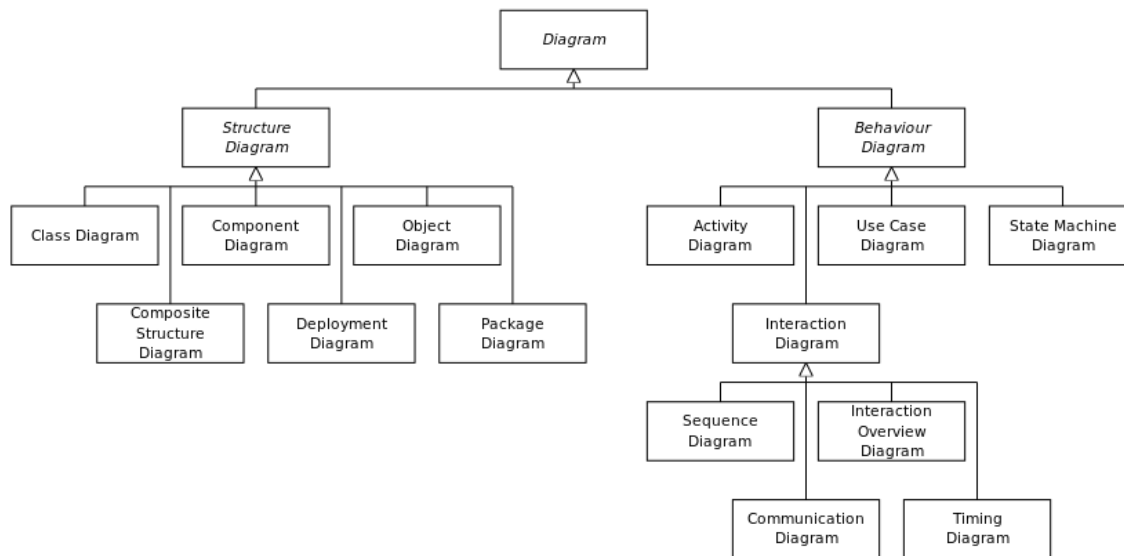 Diagram
Structure
Diagram
Behaviour
Diagram
Class Diagram
Component
Diagram
Object
Diagram
Activity
Diagram
Use Case
Diagram
State Machine
Diagram
Composite
Structure
Diagram
Deployment
Diagram
Package
Diagram
Interaction
Diagram
Sequence
Diagram
Interaction
Overview
Diagram
Communication
Diagram
Timing
Diagram